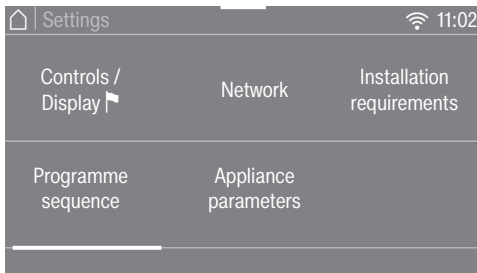 Settings 11:02
Controls /
Display
Network
Installation
requirements
Programme
sequence
Appliance
parameters